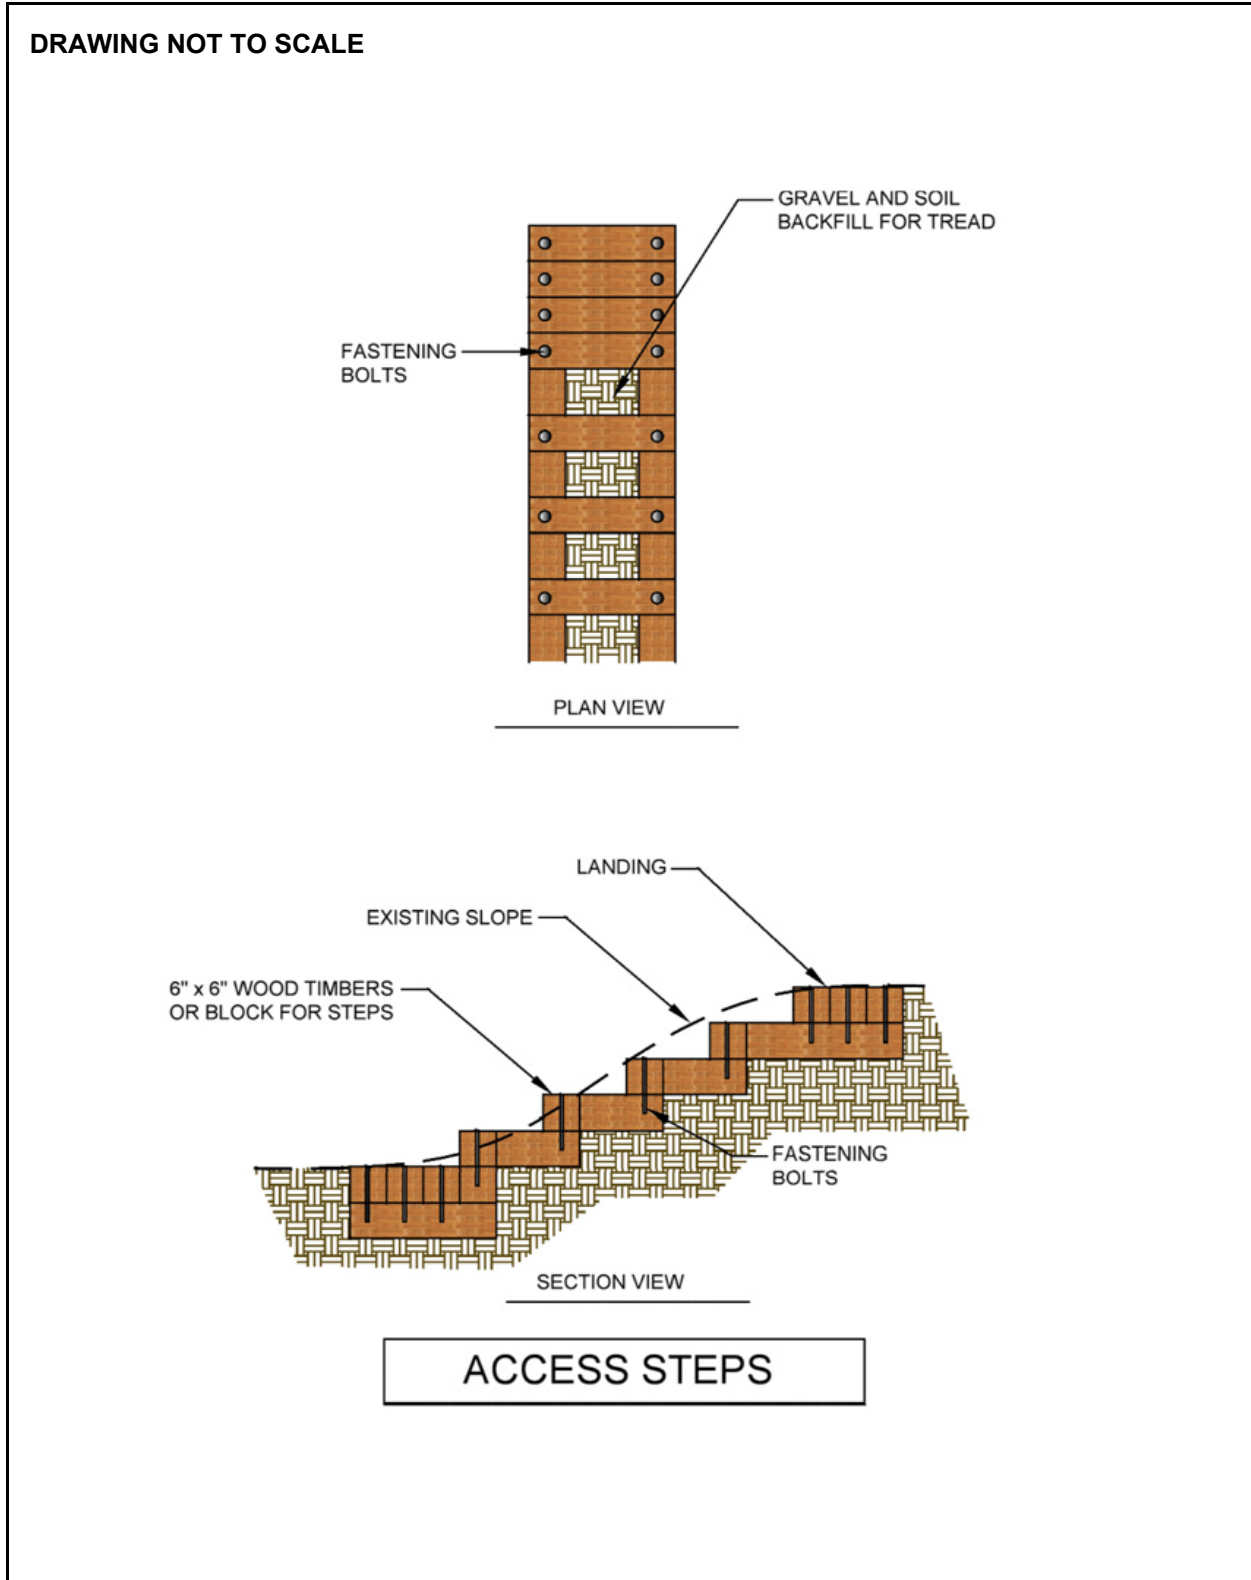 DRAWING NOT TO SCALE
GRAVEL AND SOIL
BACKFILL FOR TREAD
FASTENING
BOLTS
PLAN VIEW
LANDING
EXISTING SLOPE
6" x 6" WOOD TIMBERS
OR BLOCK FOR STEPS
FASTENING
BOLTS
SECTION VIEW
ACCESS STEPS